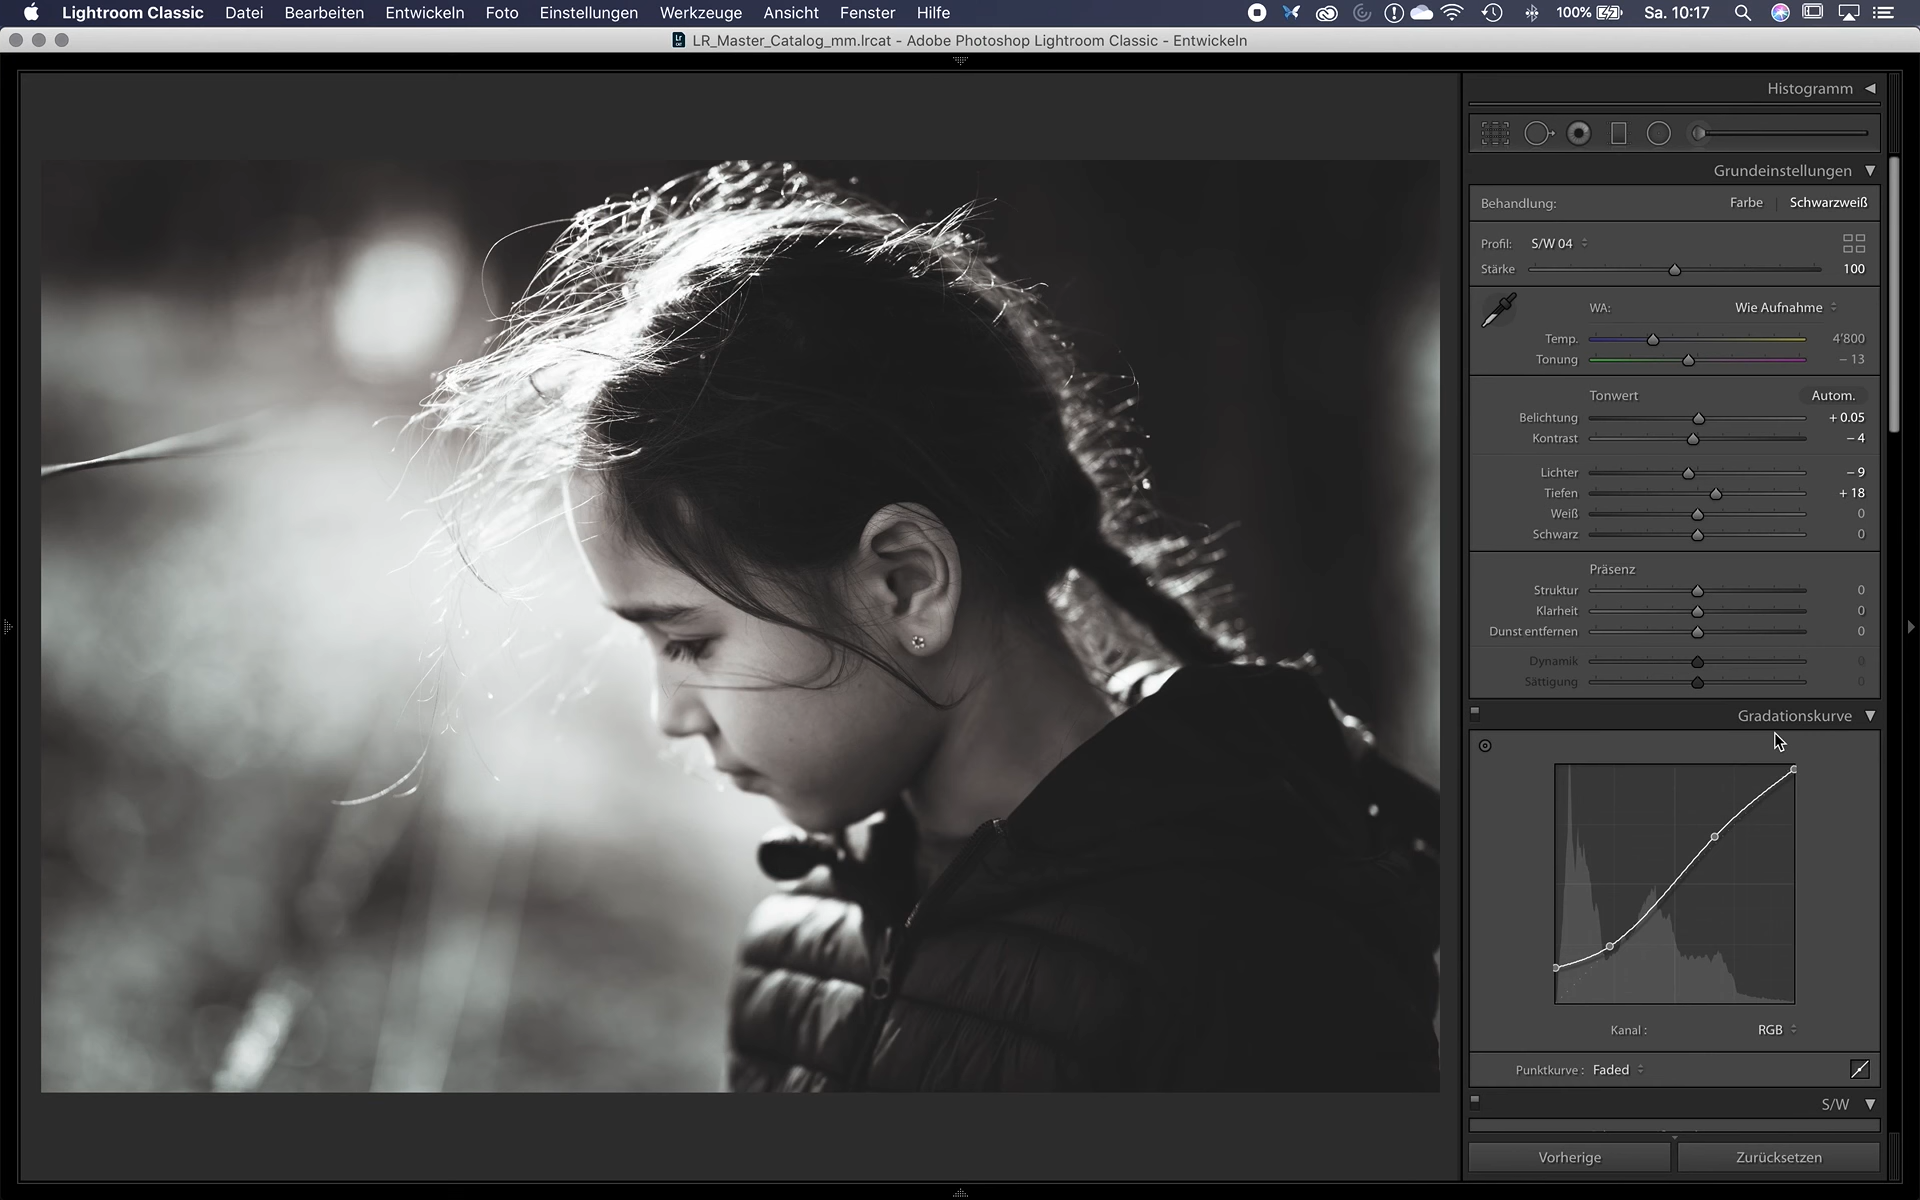 Lightroom Classic Datei Bearbeiten Entwickeln Foto Einstellungen Werkzeuge Ansicht Fenster Hilfe 100% Sa. 10:17
LR_Master_Catalog_mm.lrcat - Adobe Photoshop Lightroom Classic - Entwickeln
Histogramm
Grundeinstellungen
Behandlung: Farbe Schwarzweiß
Profil: S/W 04
Stärke 100
WA: Wie Aufnahme
Temp. 4'800
Tonung − 13
Tonwert Autom.
Belichtung + 0.05
Kontrast − 4
Lichter − 9
Tiefen + 18
Weiß 0
Schwarz 0
Präsenz
Struktur 0
Klarheit 0
Dunst entfernen 0
Dynamik 0
Sättigung 0
Gradationskurve
Kanal : RGB
Punktkurve : Faded
S/W
Vorherige Zurücksetzen